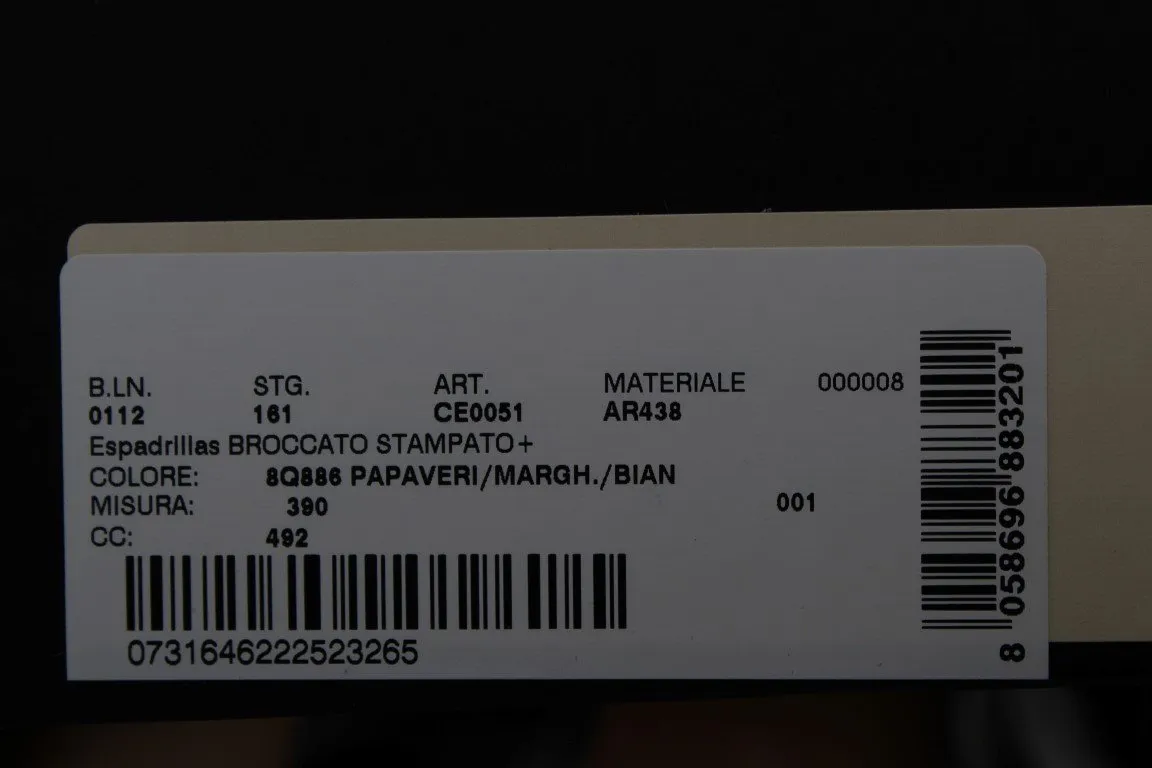 B.LN. STG. ART. MATERIALE 000008
0112 161 CE0051 AR438
Espadrillas BROCCATO STAMPATO+
COLORE: 8Q886 PAPAVERI/MARGH./BIAN
MISURA: 390 001
CC: 492
0731646222523265
8 058696 883201